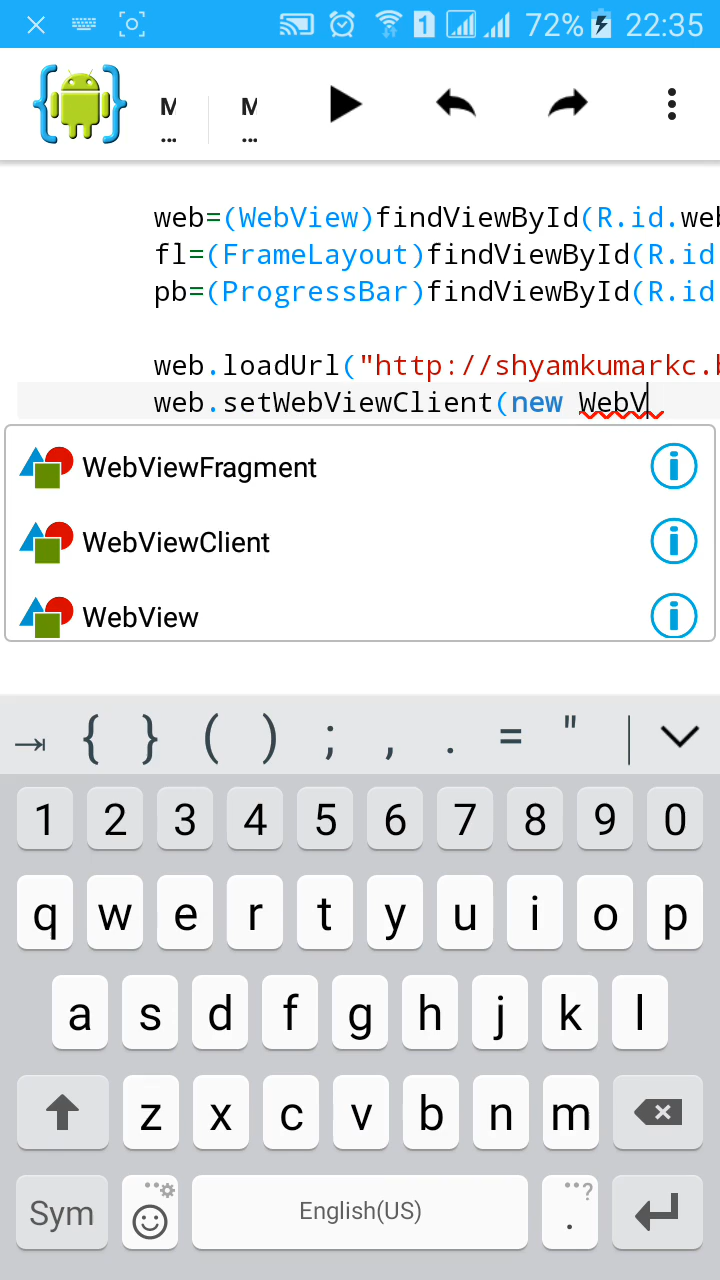 1 72% 22:35
M M
... ...
web=(WebView)findViewById(R.id.web
fl=(FrameLayout)findViewById(R.id
pb=(ProgressBar)findViewById(R.id
web.loadUrl("http://shyamkumarkc.b
web.setWebViewClient(new WebV
WebViewFragment
WebViewClient
WebView
{ } ( ) ; , . = " |
1 2 3 4 5 6 7 8 9 0
q w e r t y u i o p
a s d f g h j k l
z x c v b n m
Sym English(US) . ?